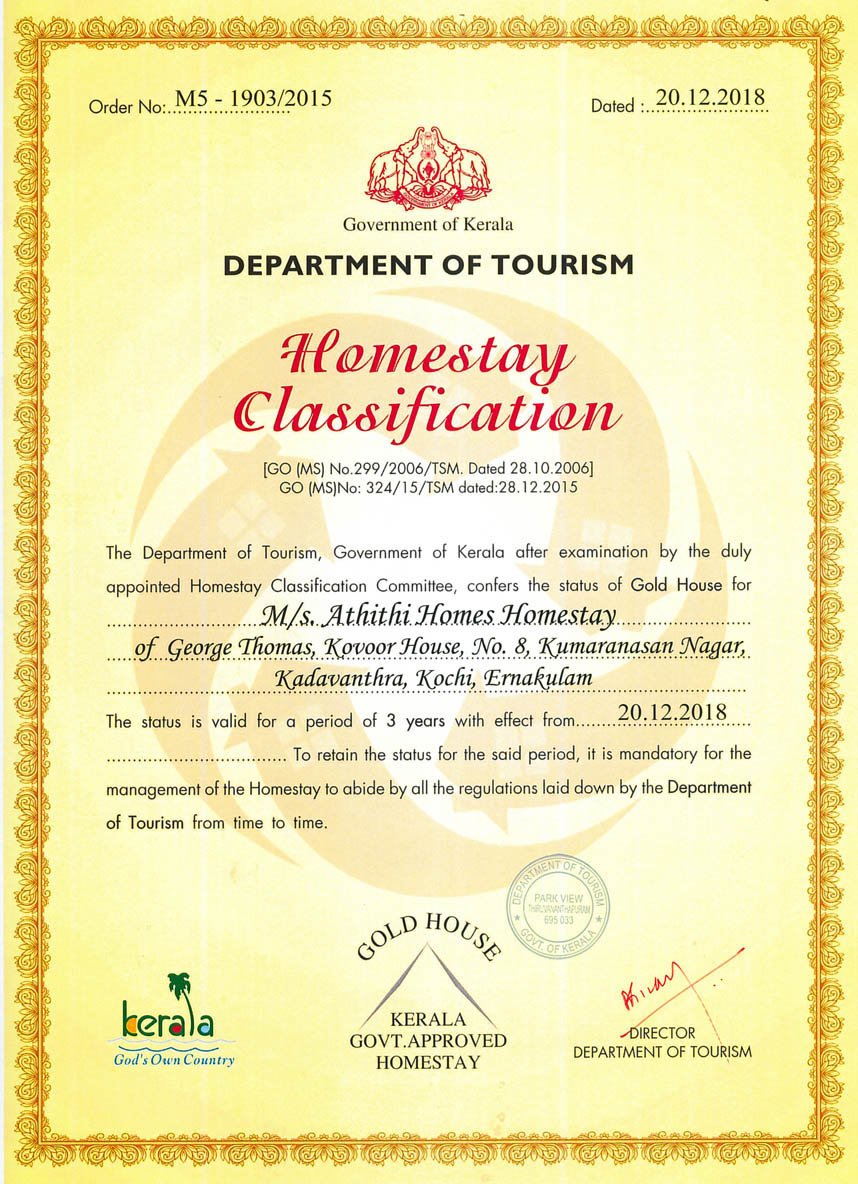 Order No: M5 - 1903/2015
Dated : 20.12.2018
Government of Kerala
DEPARTMENT OF TOURISM
Homestay
Classification
[GO (MS) No.299/2006/TSM. Dated 28.10.2006]
GO (MS)No: 324/15/TSM dated:28.12.2015
The Department of Tourism, Government of Kerala after examination by the duly
appointed Homestay Classification Committee, confers the status of Gold House for
M/s. Athithi Homes Homestay
of George Thomas, Kovoor House, No. 8, Kumaranasan Nagar,
Kadavanthra, Kochi, Ernakulam
The status is valid for a period of 3 years with effect from 20.12.2018
To retain the status for the said period, it is mandatory for the
management of the Homestay to abide by all the regulations laid down by the Department
of Tourism from time to time.
DEPARTMENT OF TOURISM
PARK VIEW
THIRUVANANTHAPURAM
695 033
GOVT. OF KERALA
GOLD HOUSE
KERALA
GOVT.APPROVED
HOMESTAY
kerala
God's Own Country
DIRECTOR
DEPARTMENT OF TOURISM